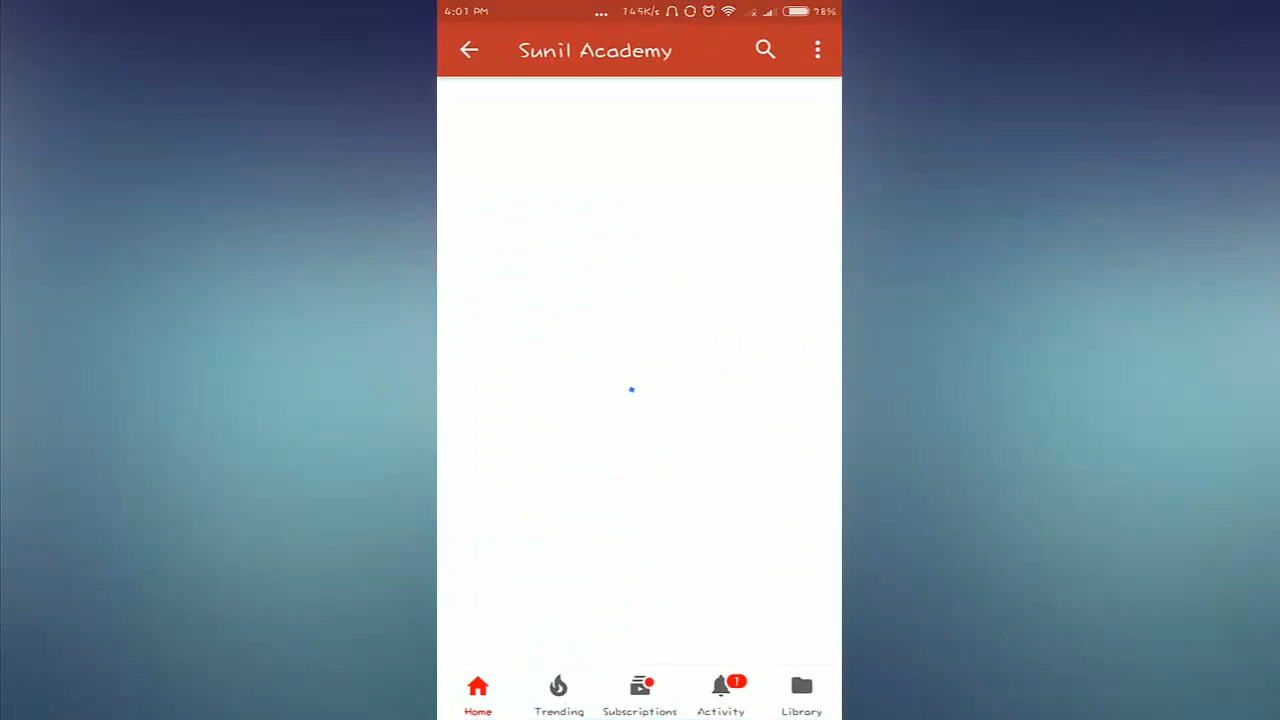 4:01 PM ... 145K/s 78%
Sunil Academy
1
Home Trending Subscriptions Activity Library